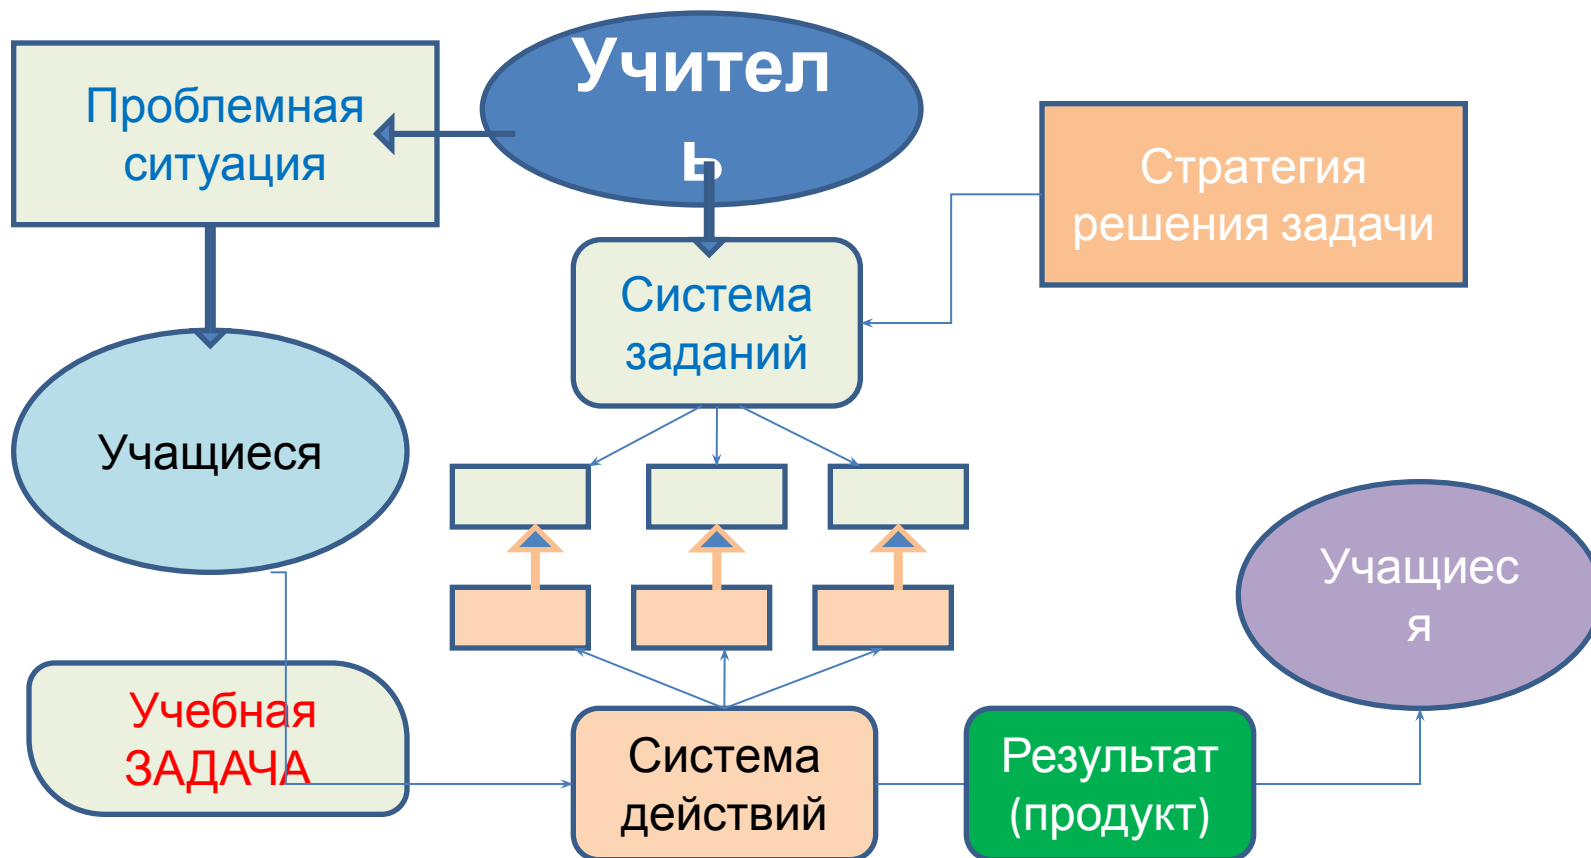 Учител
ь
Проблемная
ситуация
Стратегия
решения задачи
Система
заданий
Учащиеся
Учащиес
я
Учебная
ЗАДАЧА
Система
действий
Результат
(продукт)